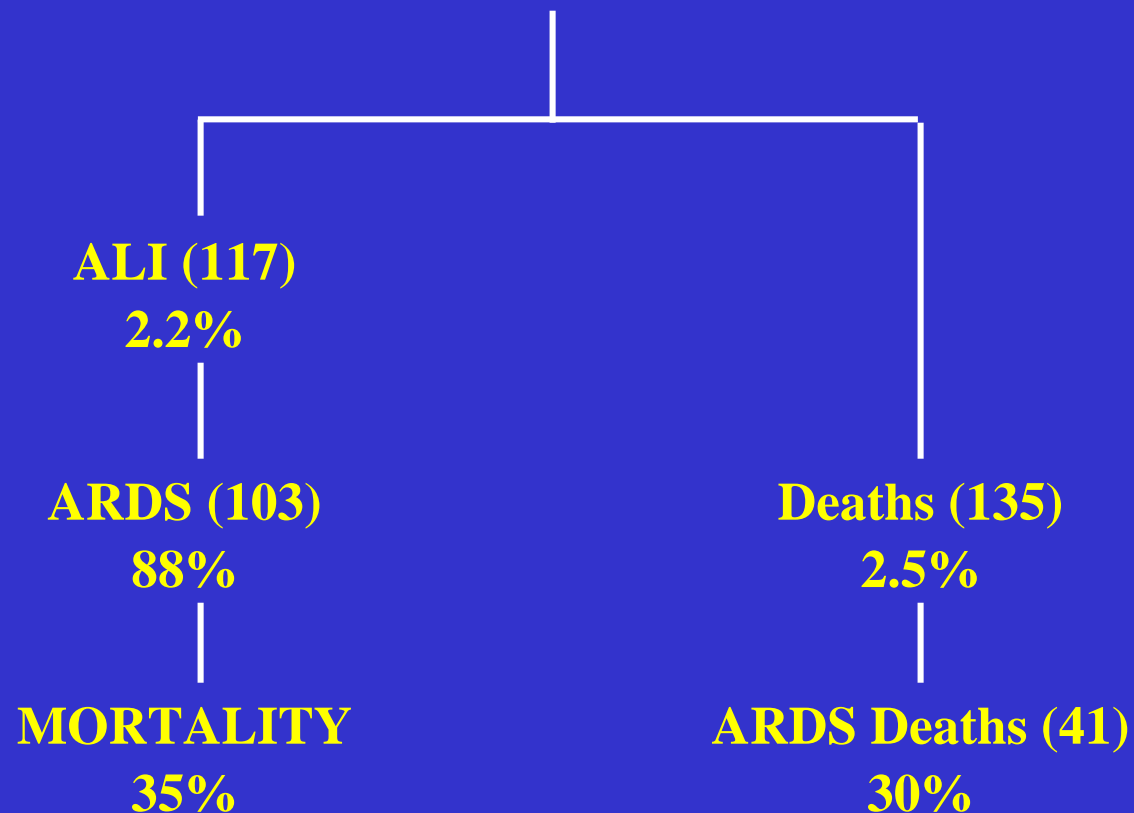 ALI (117)
2.2%
ARDS (103)
88%
MORTALITY
35%
Deaths (135)
2.5%
ARDS Deaths (41)
30%